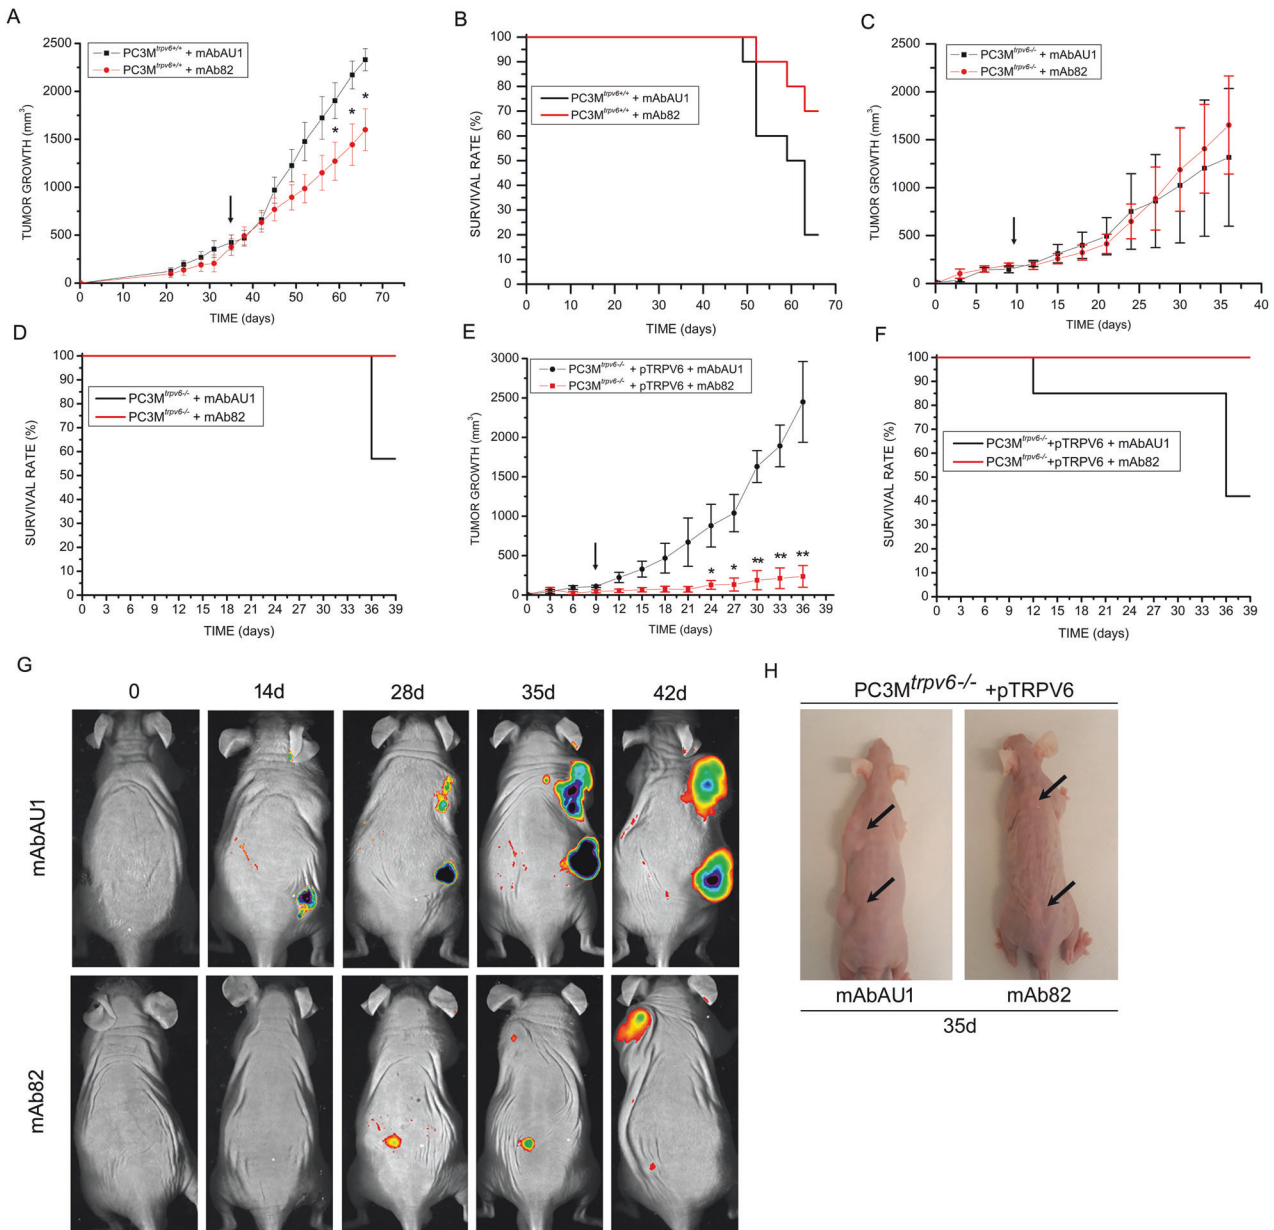 A
2500
2000
1500
1000
500
0
TUMOR GROWTH (mm³)
PC3Mtrpv6+/+ + mAbAU1
PC3Mtrpv6+/+ + mAb82
* * *
0 10 20 30 40 50 60 70
TIME (days)
B
100
90
80
70
60
50
40
30
20
10
0
SURVIVAL RATE (%)
PC3Mtrpv6+/+ + mAbAU1
PC3Mtrpv6+/+ + mAb82
0 10 20 30 40 50 60 70
TIME (days)
C
2500
2000
1500
1000
500
0
TUMOR GROWTH (mm³)
PC3Mtrpv6-/- + mAbAU1
PC3Mtrpv6-/- + mAb82
0 5 10 15 20 25 30 35 40
TIME (days)
D
100
90
80
70
60
50
40
30
20
10
0
SURVIVAL RATE (%)
PC3Mtrpv6-/- + mAbAU1
PC3Mtrpv6-/- + mAb82
0 3 6 9 12 15 18 21 24 27 30 33 36 39
TIME (days)
E
3000
2500
2000
1500
1000
500
0
TUMOR GROWTH (mm³)
PC3Mtrpv6-/- + pTRPV6 + mAbAU1
PC3Mtrpv6-/- + pTRPV6 + mAb82
* * ** ** **
0 3 6 9 12 15 18 21 24 27 30 33 36 39
TIME (days)
F
100
90
80
70
60
50
40
30
20
10
0
SURVIVAL RATE (%)
PC3Mtrpv6-/-+pTRPV6 + mAbAU1
PC3Mtrpv6-/-+pTRPV6 + mAb82
0 3 6 9 12 15 18 21 24 27 30 33 36 39
TIME (days)
G
0 14d 28d 35d 42d
mAbAU1
mAb82
H
PC3Mtrpv6-/- +pTRPV6
mAbAU1 mAb82
35d